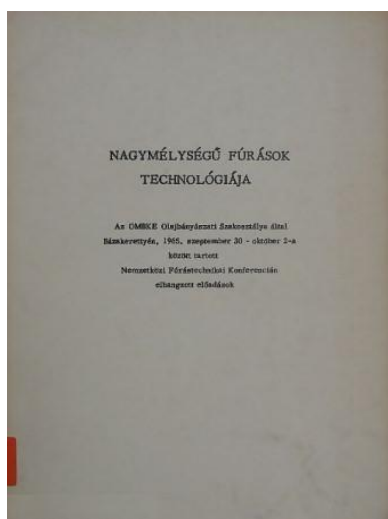 NAGYMÉLYSÉGŰ FÚRÁSOK
TECHNOLÓGIÁJA
Az OMBKE Olajbányászati Szakosztálya által
Bázakerettyén, 1965, szeptember 30 - október 2-a
között tartott
Nemzetközi Fúrástechnikai Konferencián
elhangzott előadások